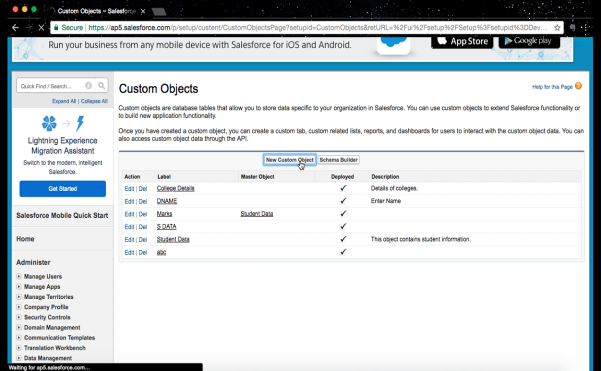 Custom Objects ~ Salesforce
Secure | https://ap5.salesforce.com/p/setup/custent/CustomObjectsPage?setupid=CustomObjects&retURL=%2Fui%2Fsetup%2FSetup%3Fsetupid%3DDev...
Run your business from any mobile device with Salesforce for iOS and Android.
App Store
Google play
Quick Find / Search...
Expand All | Collapse All
Lightning Experience
Migration Assistant
Switch to the modern, intelligent
Salesforce.
Get Started
Salesforce Mobile Quick Start
Home
Administer
Manage Users
Manage Apps
Manage Territories
Company Profile
Security Controls
Domain Management
Communication Templates
Translation Workbench
Data Management
Waiting for ap5.salesforce.com...
Custom Objects
Help for this Page
Custom objects are database tables that allow you to store data specific to your organization in Salesforce. You can use custom objects to extend Salesforce functionality or
to build new application functionality.
Once you have created a custom object, you can create a custom tab, custom related lists, reports, and dashboards for users to interact with the custom object data. You can
also access custom object data through the API.
New Custom Object Schema Builder
Action Label Master Object Deployed Description
Edit | Del College Details Details of colleges.
Edit | Del DNAME Enter Name
Edit | Del Marks Student Data
Edit | Del S DATA
Edit | Del Student Data This object contains student information.
Edit | Del abc